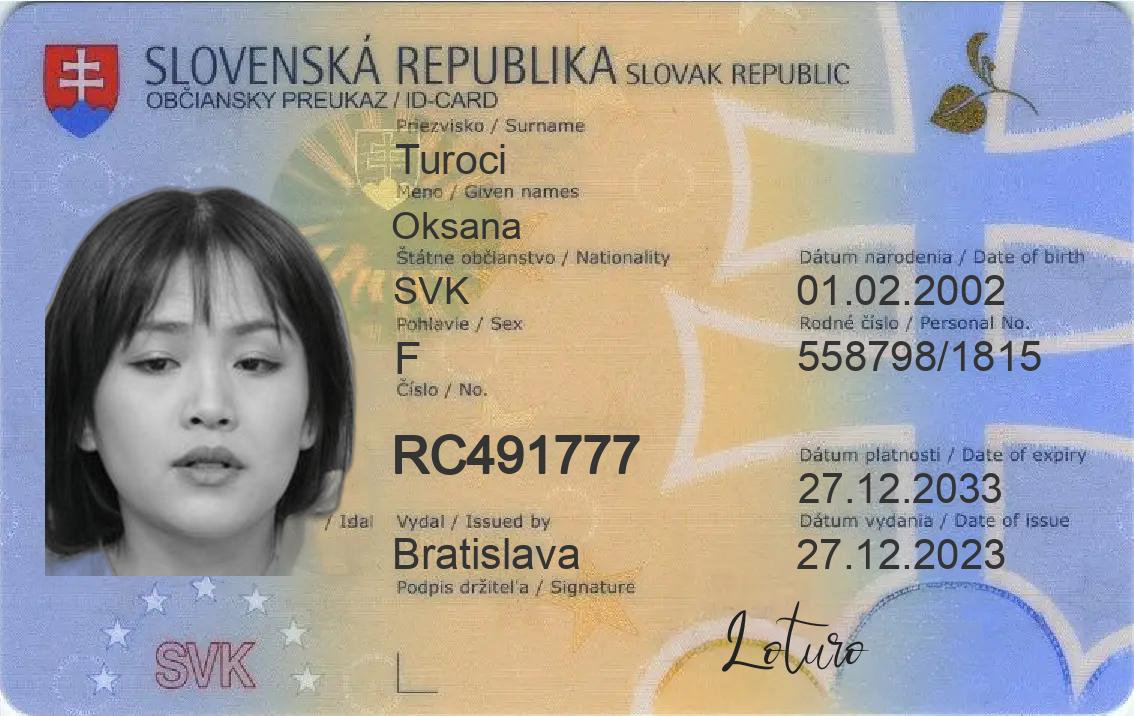 SLOVENSKÁ REPUBLIKA SLOVAK REPUBLIC
OBČIANSKY PREUKAZ / ID-CARD
Priezvisko / Surname
Turoci
Meno / Given names
Oksana
Štátne občianstvo / Nationality
SVK
Dátum narodenia / Date of birth
01.02.2002
Pohlavie / Sex
F
Rodné číslo / Personal No.
558798/1815
Číslo / No.
RC491777
Dátum platnosti / Date of expiry
27.12.2033
/ Idal
Vydal / Issued by
Bratislava
Dátum vydania / Date of issue
27.12.2023
Podpis držiteľa / Signature
Loturo
SVK